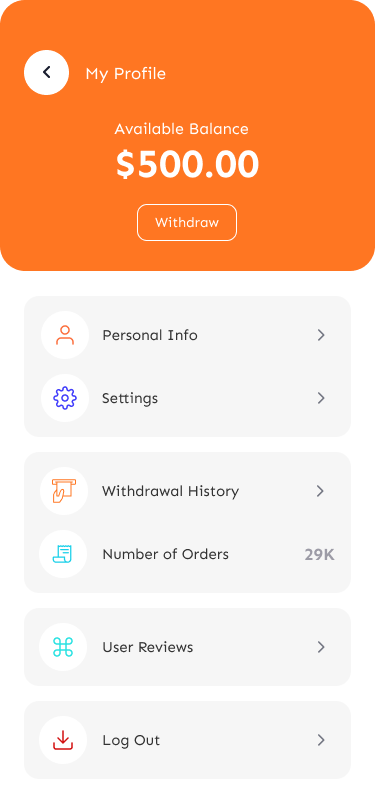 My Profile
Available Balance
$500.00
Withdraw
Personal Info
Settings
Withdrawal History
Number of Orders 29K
User Reviews
Log Out